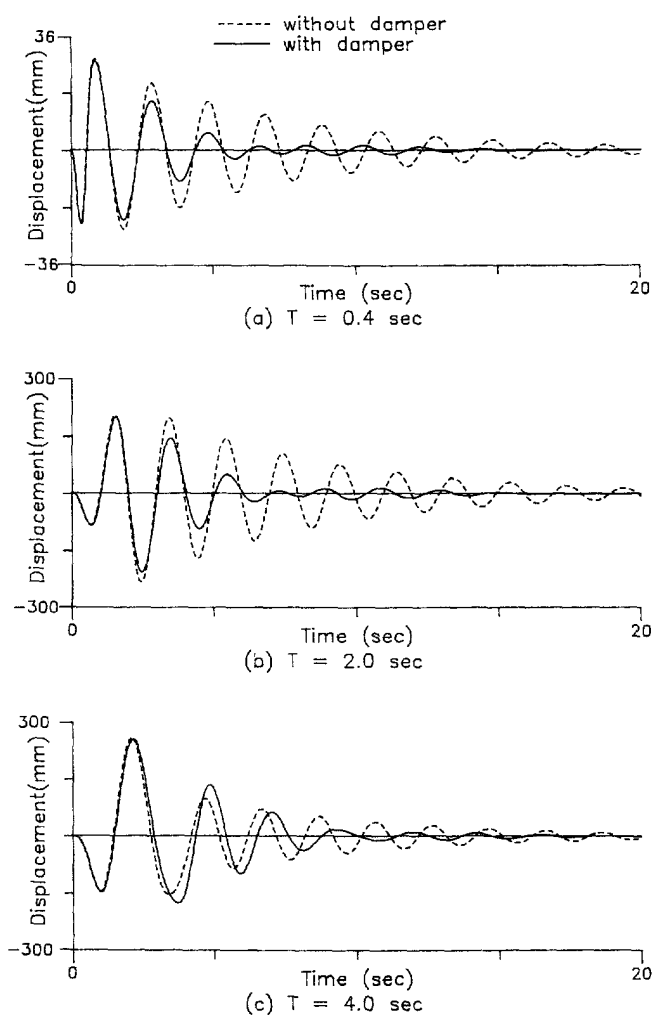 without damper
with damper
36
Displacement(mm)
-36
0
20
Time (sec)
(a) T = 0.4 sec
300
Displacement(mm)
-300
0
20
Time (sec)
(b) T = 2.0 sec
300
Displacement(mm)
-300
0
20
Time (sec)
(c) T = 4.0 sec